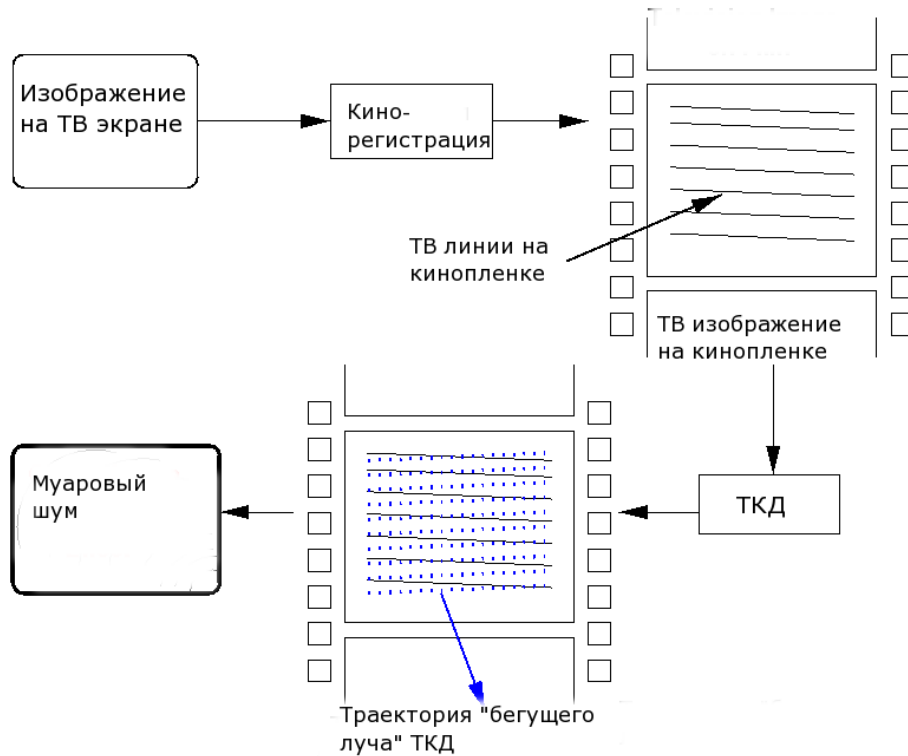 Изображение
на ТВ экране
Кино-
регистрация
ТВ линии на
кинопленке
ТВ изображение
на кинопленке
ТКД
Муаровый
шум
Траектория "бегущего
луча" ТКД